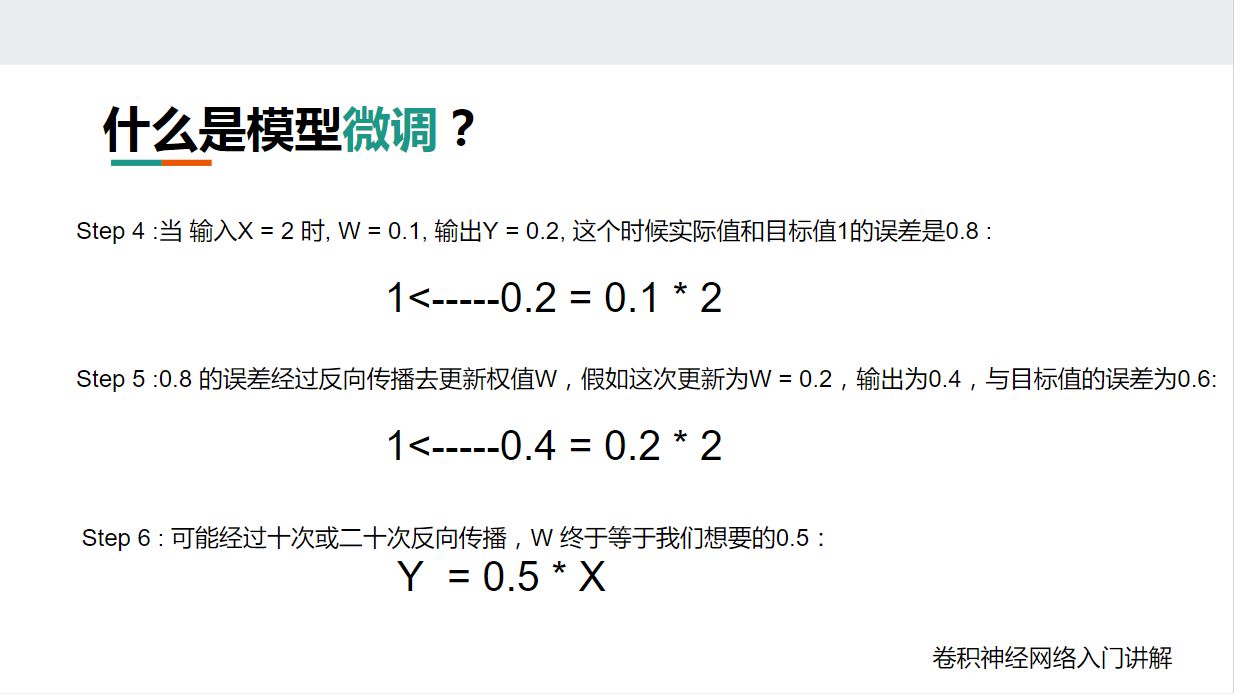 什么是模型微调？
Step 4 :当 输入X = 2 时, W = 0.1, 输出Y = 0.2, 这个时候实际值和目标值1的误差是0.8 :
1<-----0.2 = 0.1 * 2
Step 5 :0.8 的误差经过反向传播去更新权值W，假如这次更新为W = 0.2，输出为0.4，与目标值的误差为0.6:
1<-----0.4 = 0.2 * 2
Step 6 : 可能经过十次或二十次反向传播，W 终于等于我们想要的0.5：
Y = 0.5 * X
卷积神经网络入门讲解